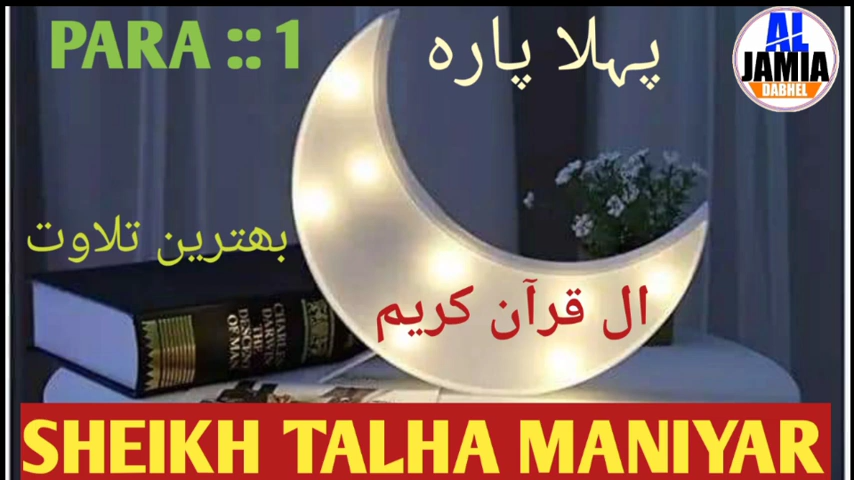 PARA :: 1
پہلا پارہ
AL
JAMIA
DABHEL
بھترین تلاوت
ال قرآن کریم
CHARLES
DARWIN
THE
DESCENT
OF MAN
SHEIKH TALHA MANIYAR